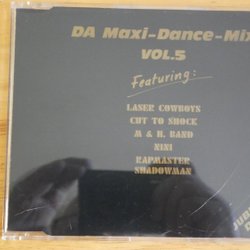 DA Maxi-Dance-Mix
VOL.5
Featuring:
LASER COWBOYS
CUT TO SHOCK
M & H. BAND
NINI
RAPMASTER
SHADOWMAN